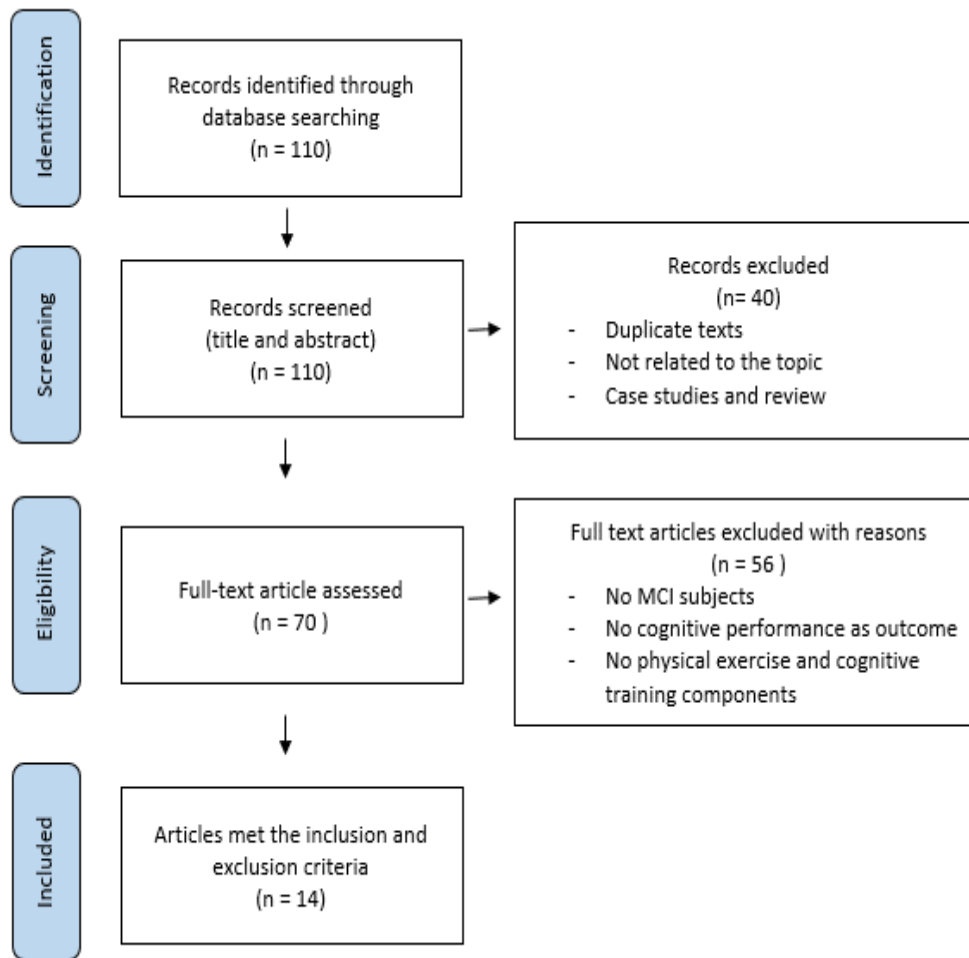 Identification
Records identified through
database searching
(n = 110)
Screening
Records screened
(title and abstract)
n = 110)
Records excluded
(n= 40)
- Duplicate texts
- Not related to the topic
- Case studies and review
Eligibility
Full-text article assessed
(n = 70 )
Full text articles excluded with reasons
(n = 56 )
- No MCI subjects
- No cognitive performance as outcome
- No physical exercise and cognitive
training components
Included
Articles met the inclusion and
exclusion criteria
(n = 14)